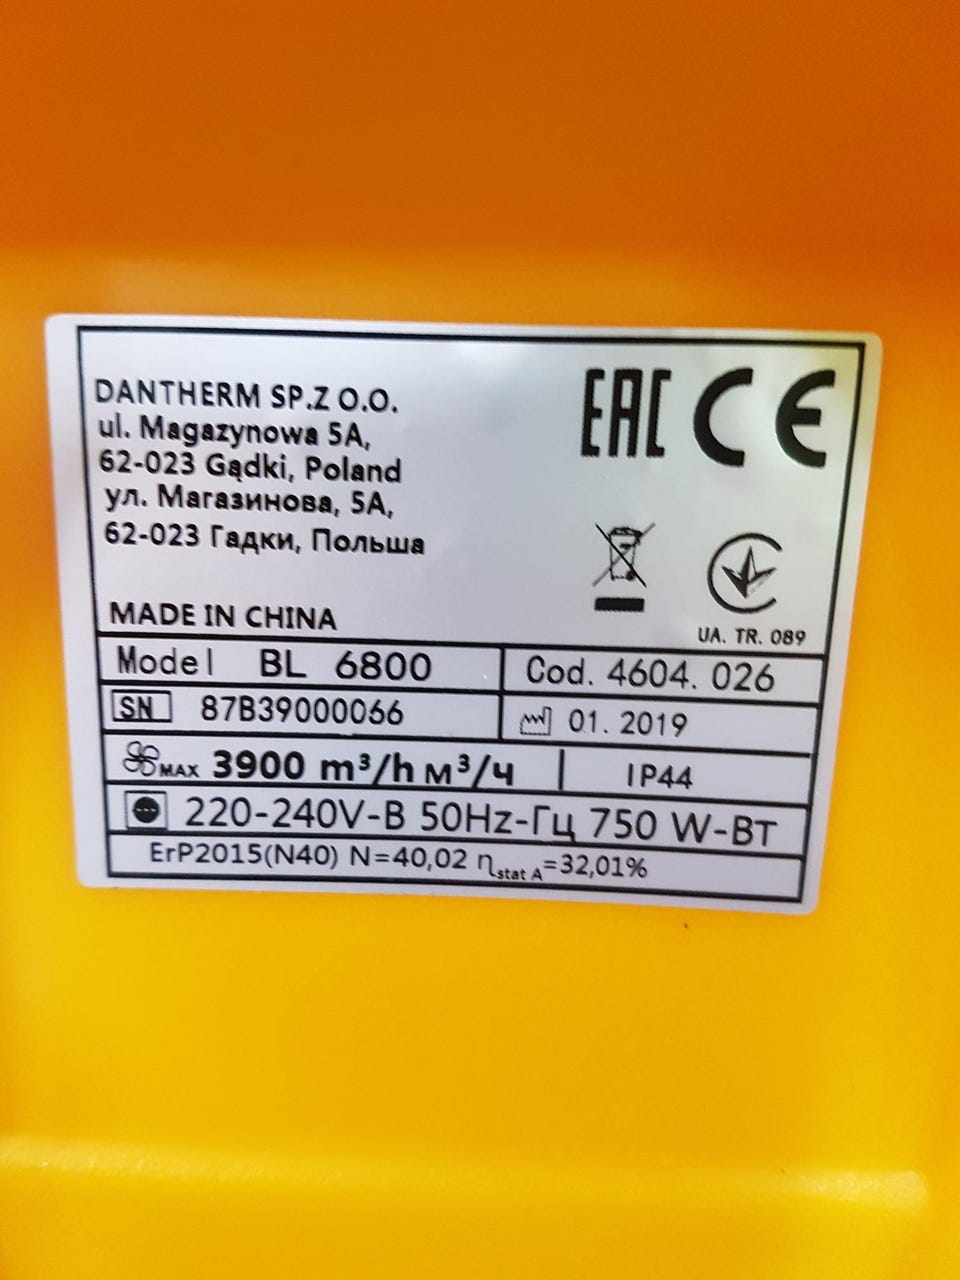 DANTHERM SP.Z O.O.
ul. Magazynowa 5A,
62-023 Gądki, Poland
ул. Магазинова, 5A,
62-023 Гадки, Польша
EAC CE
UA. TR. 089
MADE IN CHINA
Model BL 6800
Cod. 4604. 026
SN 87B39000066
01. 2019
MAX 3900 m³/h м³/ч
IP44
220-240V-B 50Hz-Гц 750 W-Вт
ErP2015(N40) N=40,02 ηstat A=32,01%